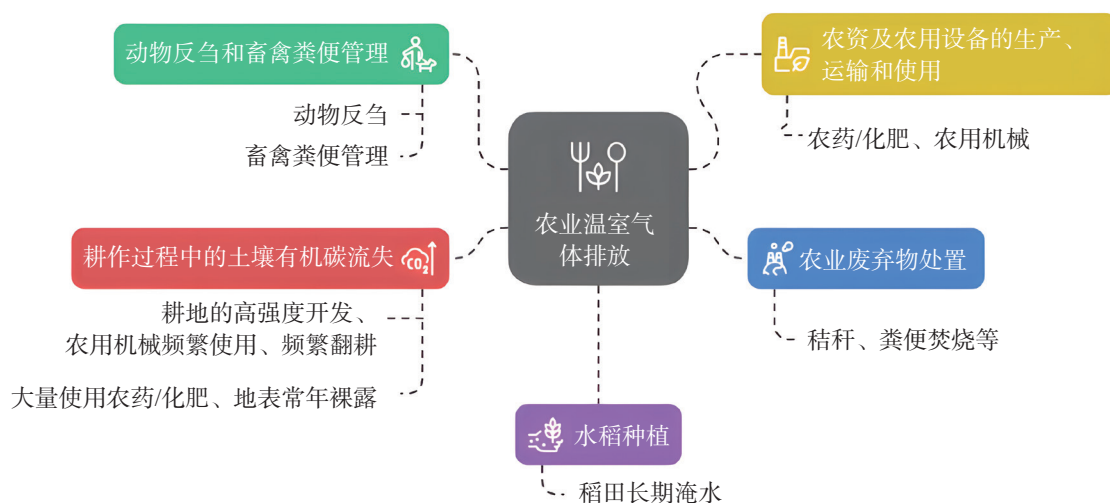 动物反刍和畜禽粪便管理
动物反刍
畜禽粪便管理
农资及农用设备的生产、
运输和使用
农药/化肥、农用机械
农业温室气
体排放
耕作过程中的土壤有机碳流失
CO2
耕地的高强度开发、
农用机械频繁使用、频繁翻耕
大量使用农药/化肥、地表常年裸露
农业废弃物处置
秸秆、粪便焚烧等
水稻种植
稻田长期淹水